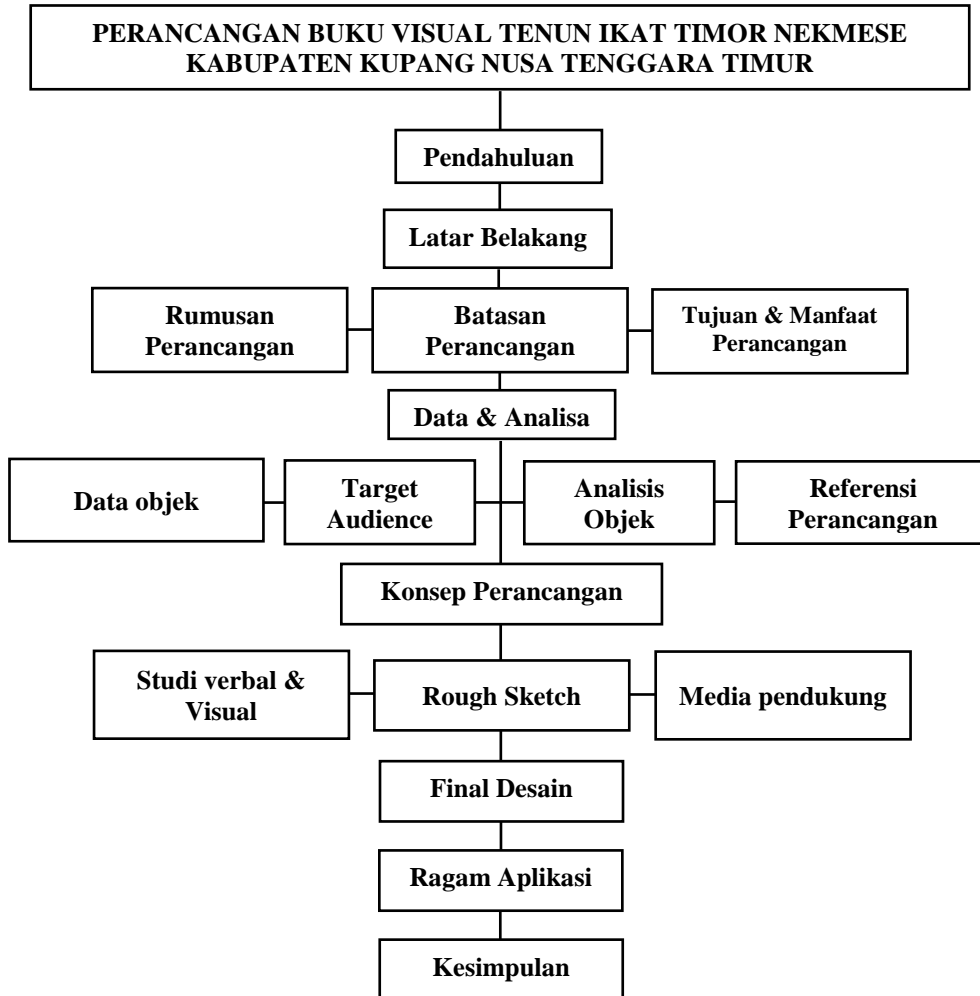 PERANCANGAN BUKU VISUAL TENUN IKAT TIMOR NEKMESE
KABUPATEN KUPANG NUSA TENGGARA TIMUR
Pendahuluan
Latar Belakang
Rumusan
Perancangan
Batasan
Perancangan
Tujuan & Manfaat
Perancangan
Data & Analisa
Data objek
Target
Audience
Analisis
Objek
Referensi
Perancangan
Konsep Perancangan
Studi verbal &
Visual
Rough Sketch
Media pendukung
Final Desain
Ragam Aplikasi
Kesimpulan